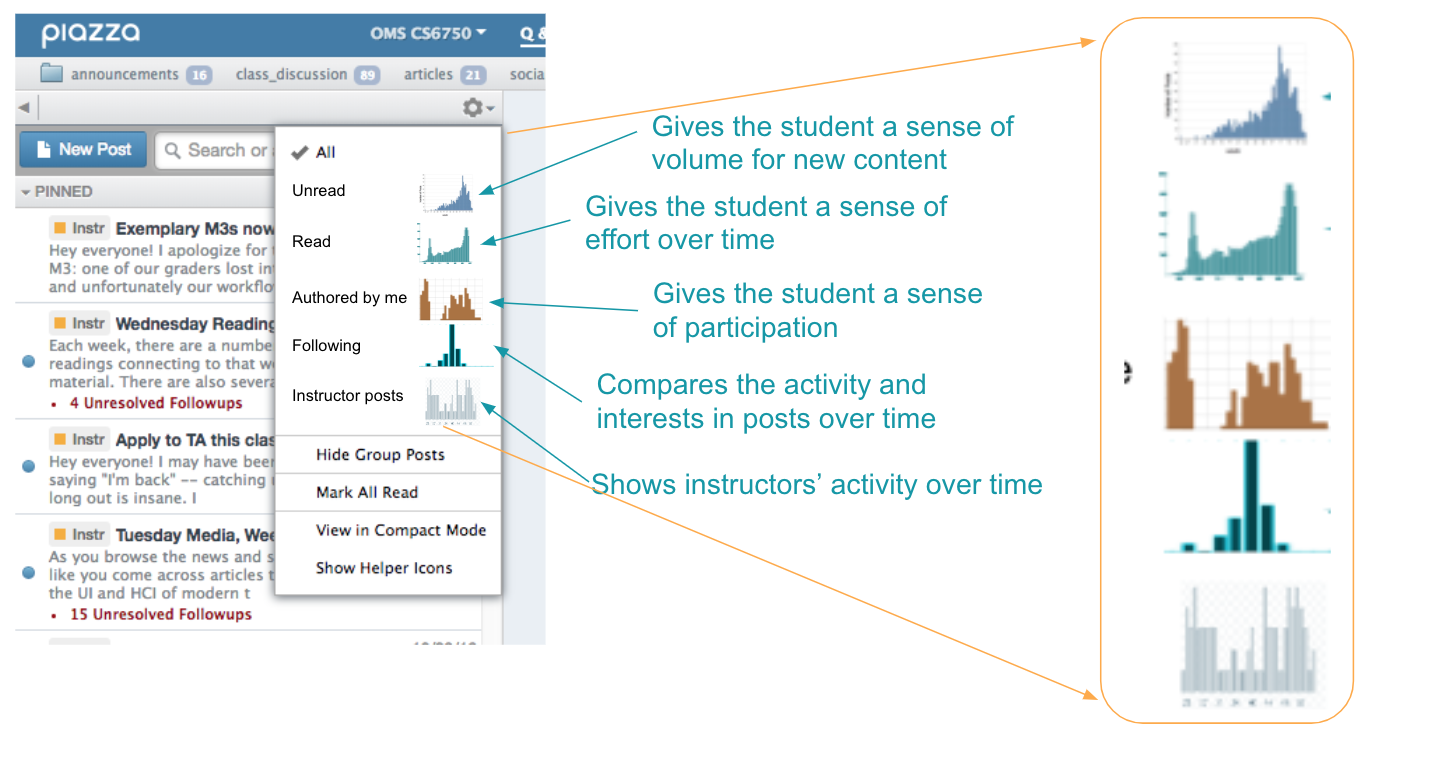 piazza
OMS CS6750
Q &
announcements 16 class_discussion 89 articles 21 socia
New Post
Search or a
PINNED
Instr Exemplary M3s now
Hey everyone! I apologize for t
M3: one of our graders lost int
and unfortunately our workflo
Instr Wednesday Reading
Each week, there are a numbe
readings connecting to that we
material. There are also severa
• 4 Unresolved Followups
Instr Apply to TA this clas
Hey everyone! I may have been
saying "I'm back" -- catching u
long out is insane. I
Instr Tuesday Media, Wee
As you browse the news and s
like you come across articles t
the UI and HCI of modern t
• 15 Unresolved Followups
All
Unread
Read
Authored by me
Following
Instructor posts
Hide Group Posts
Mark All Read
View in Compact Mode
Show Helper Icons
Gives the student a sense of
volume for new content
Gives the student a sense of
effort over time
Gives the student a sense
of participation
Compares the activity and
interests in posts over time
Shows instructors’ activity over time
e